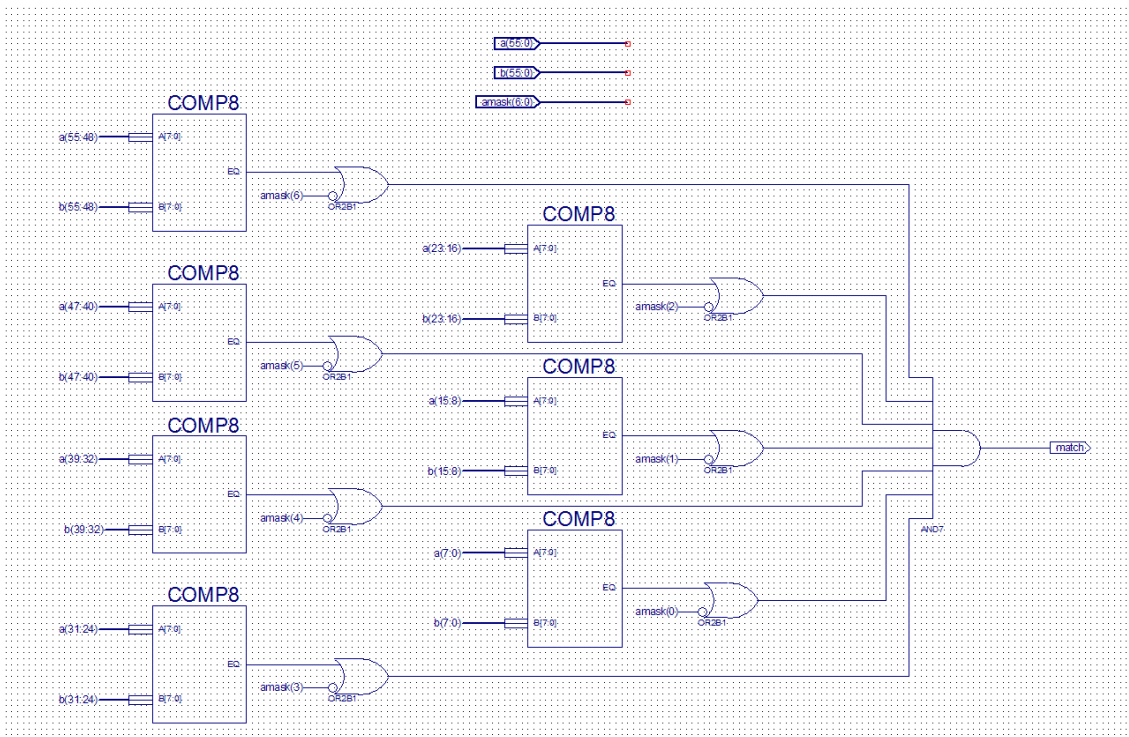 a(55:0)
b(55:0)
amask(6:0)
COMP8
a(55:48)
A[7:0]
EQ
amask(6)
OR2B1
b(55:48)
B[7:0]
COMP8
a(23:16)
A[7:0]
EQ
amask(2)
OR2B1
b(23:16)
B[7:0]
COMP8
a(47:40)
A[7:0]
EQ
amask(5)
OR2B1
b(47:40)
B[7:0]
COMP8
a(15:8)
A[7:0]
EQ
amask(1)
OR2B1
b(15:8)
B[7:0]
COMP8
a(39:32)
A[7:0]
EQ
amask(4)
OR2B1
b(39:32)
B[7:0]
COMP8
a(7:0)
A[7:0]
EQ
amask(0)
OR2B1
b(7:0)
B[7:0]
COMP8
a(31:24)
A[7:0]
EQ
amask(3)
OR2B1
b(31:24)
B[7:0]
AND7
match